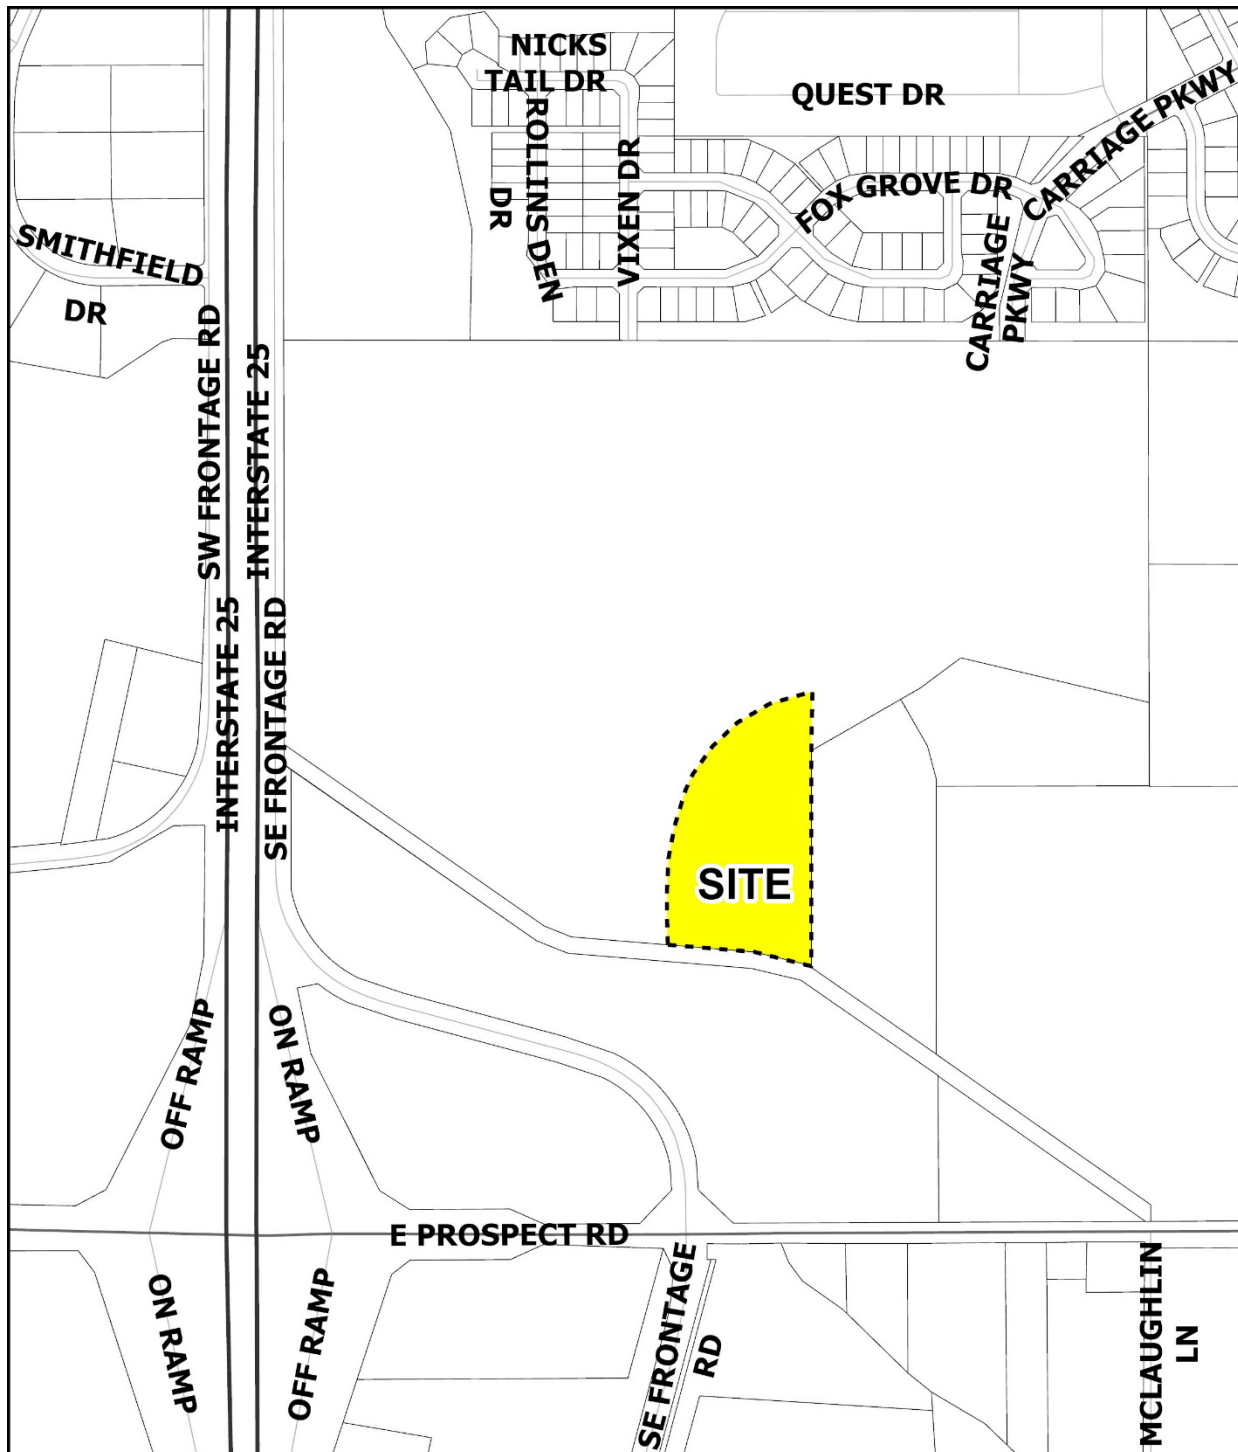 NICKS
TAIL DR
QUEST DR
CARRIAGE PKWY
ROLLINS DEN
DR
VIXEN DR
FOX GROVE DR
CARRIAGE
PKWY
SMITHFIELD
DR
SW FRONTAGE RD
INTERSTATE 25
INTERSTATE 25
SE FRONTAGE RD
SITE
OFF RAMP
ON RAMP
E PROSPECT RD
ON RAMP
OFF RAMP
SE FRONTAGE
RD
MCLAUGHLIN
LN